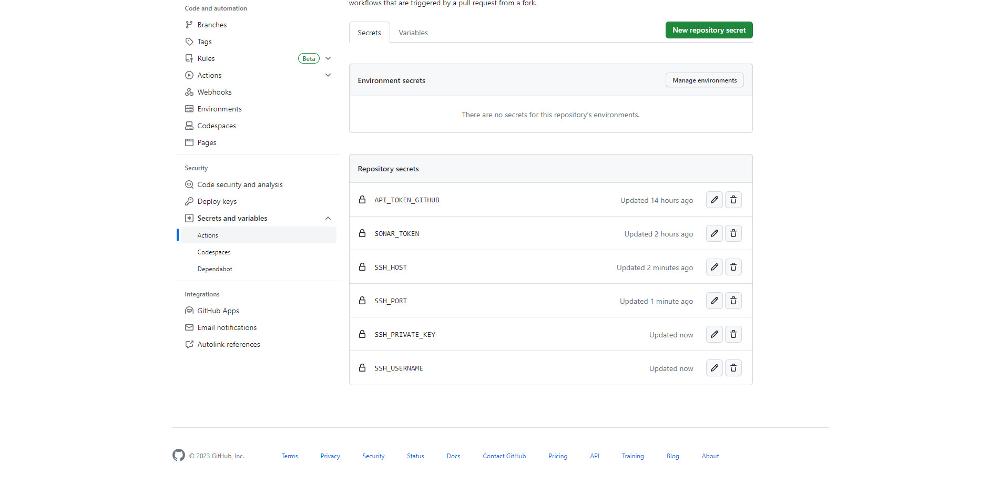 Code and automation
Branches
Tags
Rules Beta
Actions
Webhooks
Environments
Codespaces
Pages
Security
Code security and analysis
Deploy keys
Secrets and variables
Actions
Codespaces
Dependabot
Integrations
GitHub Apps
Email notifications
Autolink references
workflows that are triggered by a pull request from a fork.
Secrets Variables New repository secret
Environment secrets Manage environments
There are no secrets for this repository’s environments.
Repository secrets
API_TOKEN_GITHUB Updated 14 hours ago
SONAR_TOKEN Updated 2 hours ago
SSH_HOST Updated 2 minutes ago
SSH_PORT Updated 1 minute ago
SSH_PRIVATE_KEY Updated now
SSH_USERNAME Updated now
© 2023 GitHub, Inc. Terms Privacy Security Status Docs Contact GitHub Pricing API Training Blog About